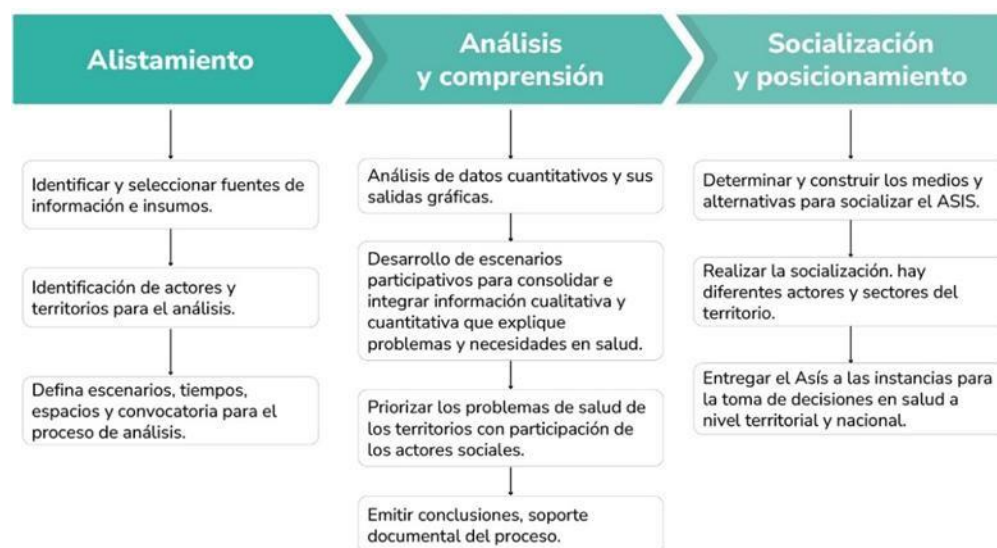 Alistamiento
Identificar y seleccionar fuentes de
información e insumos.
Identificación de actores y
territorios para el análisis.
Defina escenarios, tiempos,
espacios y convocatoria para el
proceso de análisis.
Análisis
y comprensión
Análisis de datos cuantitativos y sus
salidas gráficas.
Desarrollo de escenarios
participativos para consolidar e
integrar información cualitativa y
cuantitativa que explique
problemas y necesidades en salud.
Priorizar los problemas de salud de
los territorios con participación de
los actores sociales.
Emitir conclusiones, soporte
documental del proceso.
Socialización
y posicionamiento
Determinar y construir los medios y
alternativas para socializar el ASIS.
Realizar la socialización. hay
diferentes actores y sectores del
territorio.
Entregar el Asís a las instancias para
la toma de decisiones en salud a
nivel territorial y nacional.